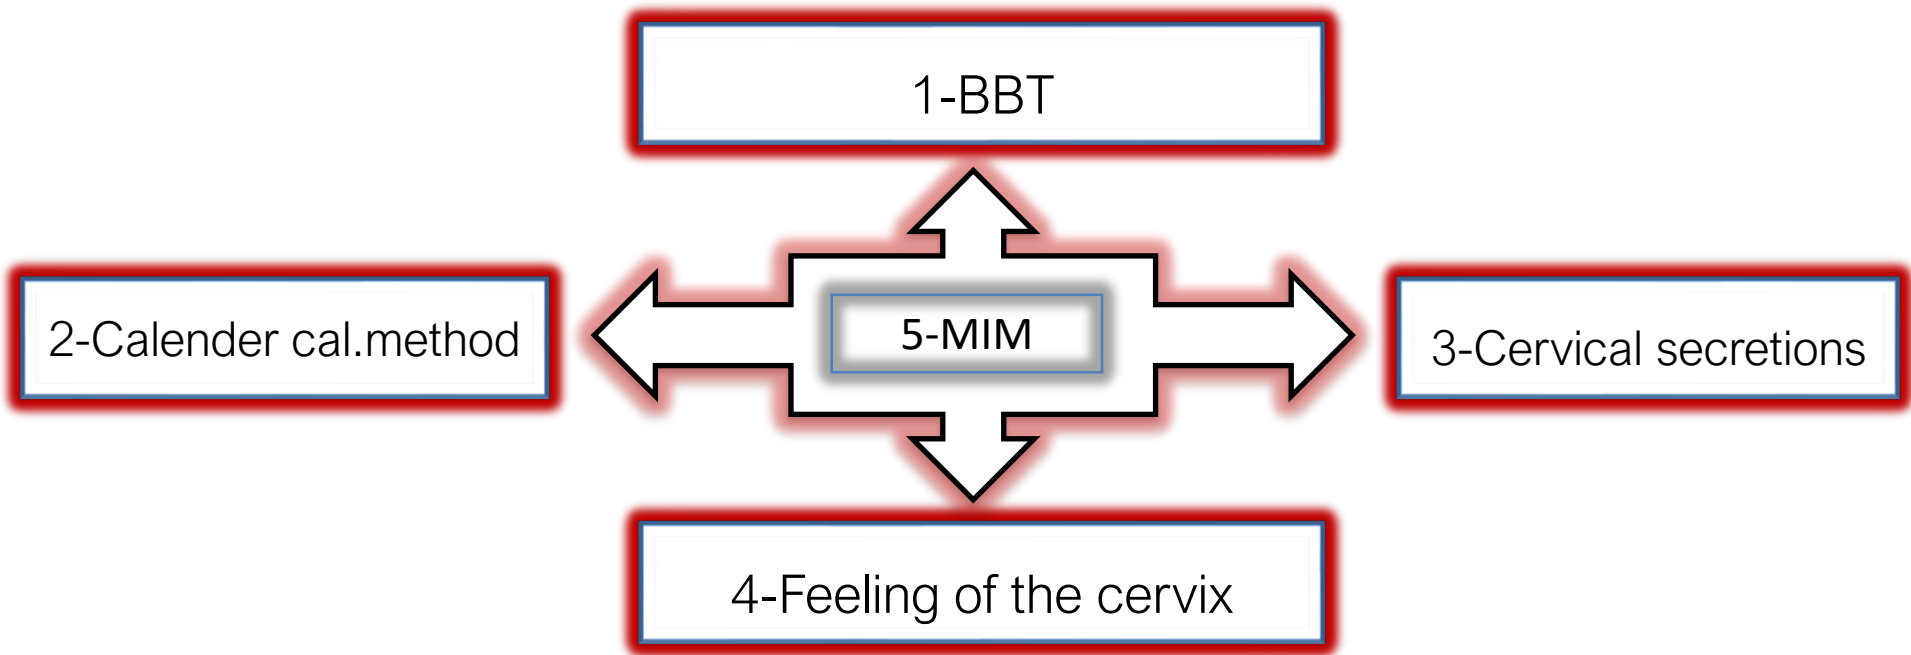 1-BBT
2-Calender cal.method
5-MIM
3-Cervical secretions
4-Feeling of the cervix